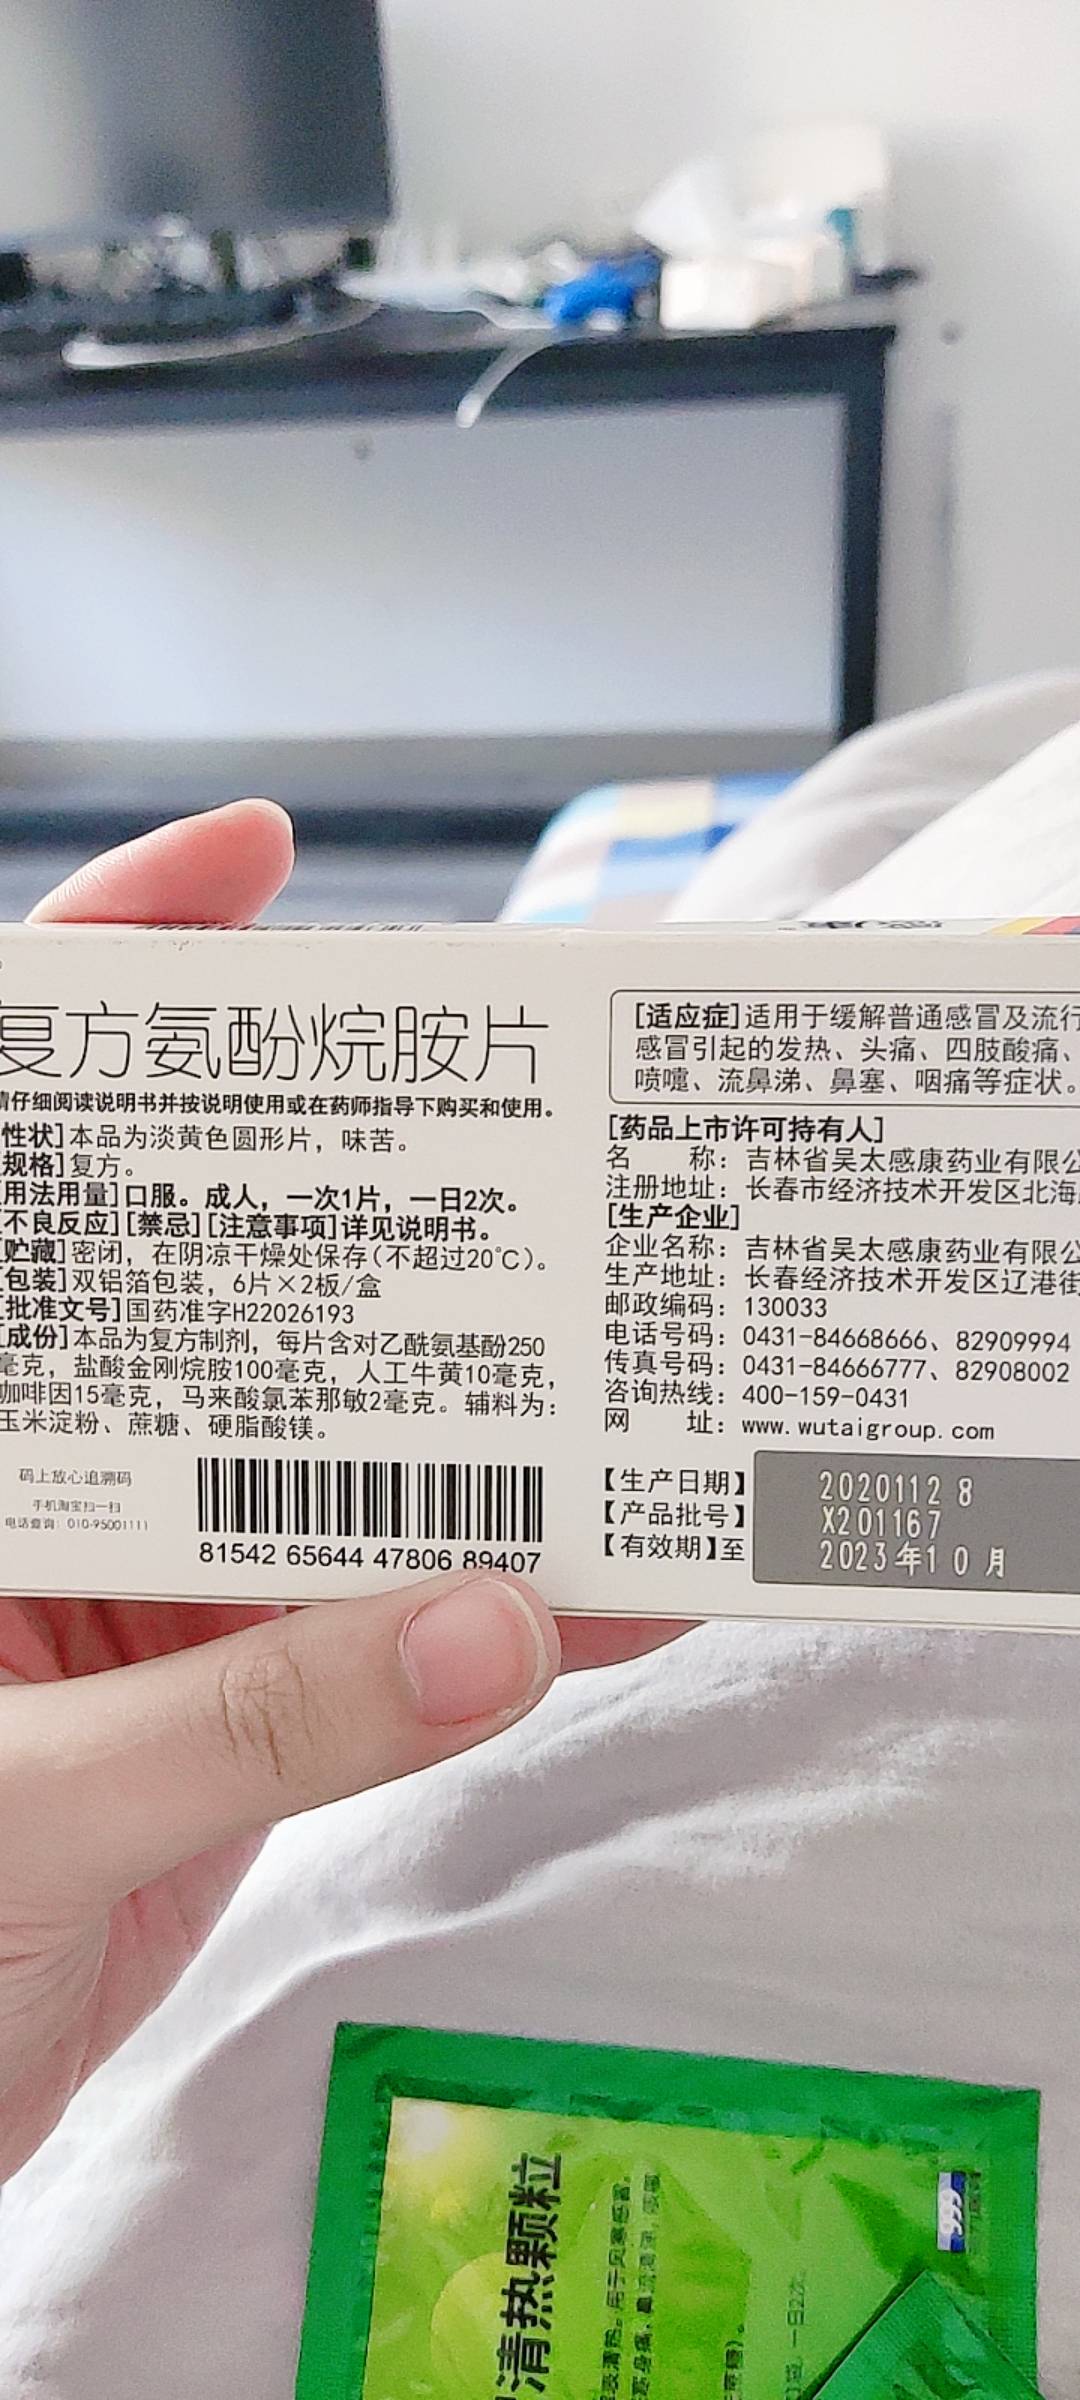 复方氨酚烷胺片
请仔细阅读说明书并按说明使用或在药师指导下购买和使用。
性状]本品为淡黄色圆形片，味苦。
[规格]复方。
[用法用量]口服。成人，一次1片，一日2次。
[不良反应][禁忌][注意事项]详见说明书。
[贮藏]密闭，在阴凉干燥处保存(不超过20℃)。
[包装]双铝箔包装，6片×2板/盒
[批准文号]国药准字H22026193
[成份]本品为复方制剂，每片含对乙酰氨基酚250
毫克，盐酸金刚烷胺100毫克，人工牛黄10毫克，
咖啡因15毫克，马来酸氯苯那敏2毫克。辅料为：
玉米淀粉、蔗糖、硬脂酸镁。
码上放心追溯码
手机淘宝扫一扫
电话查询：010-95001111
81542 65644 47806 89407
[适应症]适用于缓解普通感冒及流行
感冒引起的发热、头痛、四肢酸痛、
喷嚏、流鼻涕、鼻塞、咽痛等症状。
[药品上市许可持有人]
名 称：吉林省吴太感康药业有限公
注册地址：长春市经济技术开发区北海
[生产企业]
企业名称：吉林省吴太感康药业有限公
生产地址：长春经济技术开发区辽港街
邮政编码：130033
电话号码：0431-84668666、82909994
传真号码：0431-84666777、82908002
咨询热线：400-159-0431
网 址：www.wutaigroup.com
【生产日期】 20201128
【产品批号】 X201167
【有效期】至 2023年10月
999
清热颗粒